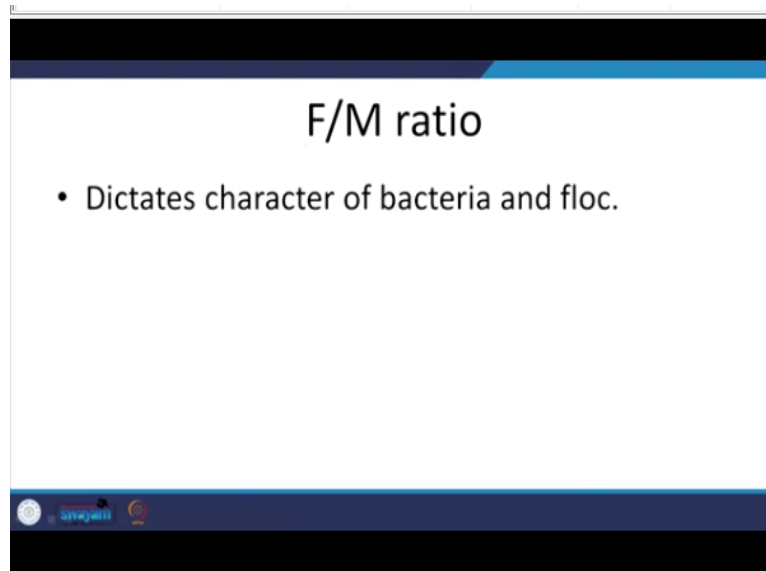 F/M ratio
• Dictates character of bacteria and floc.
swayam